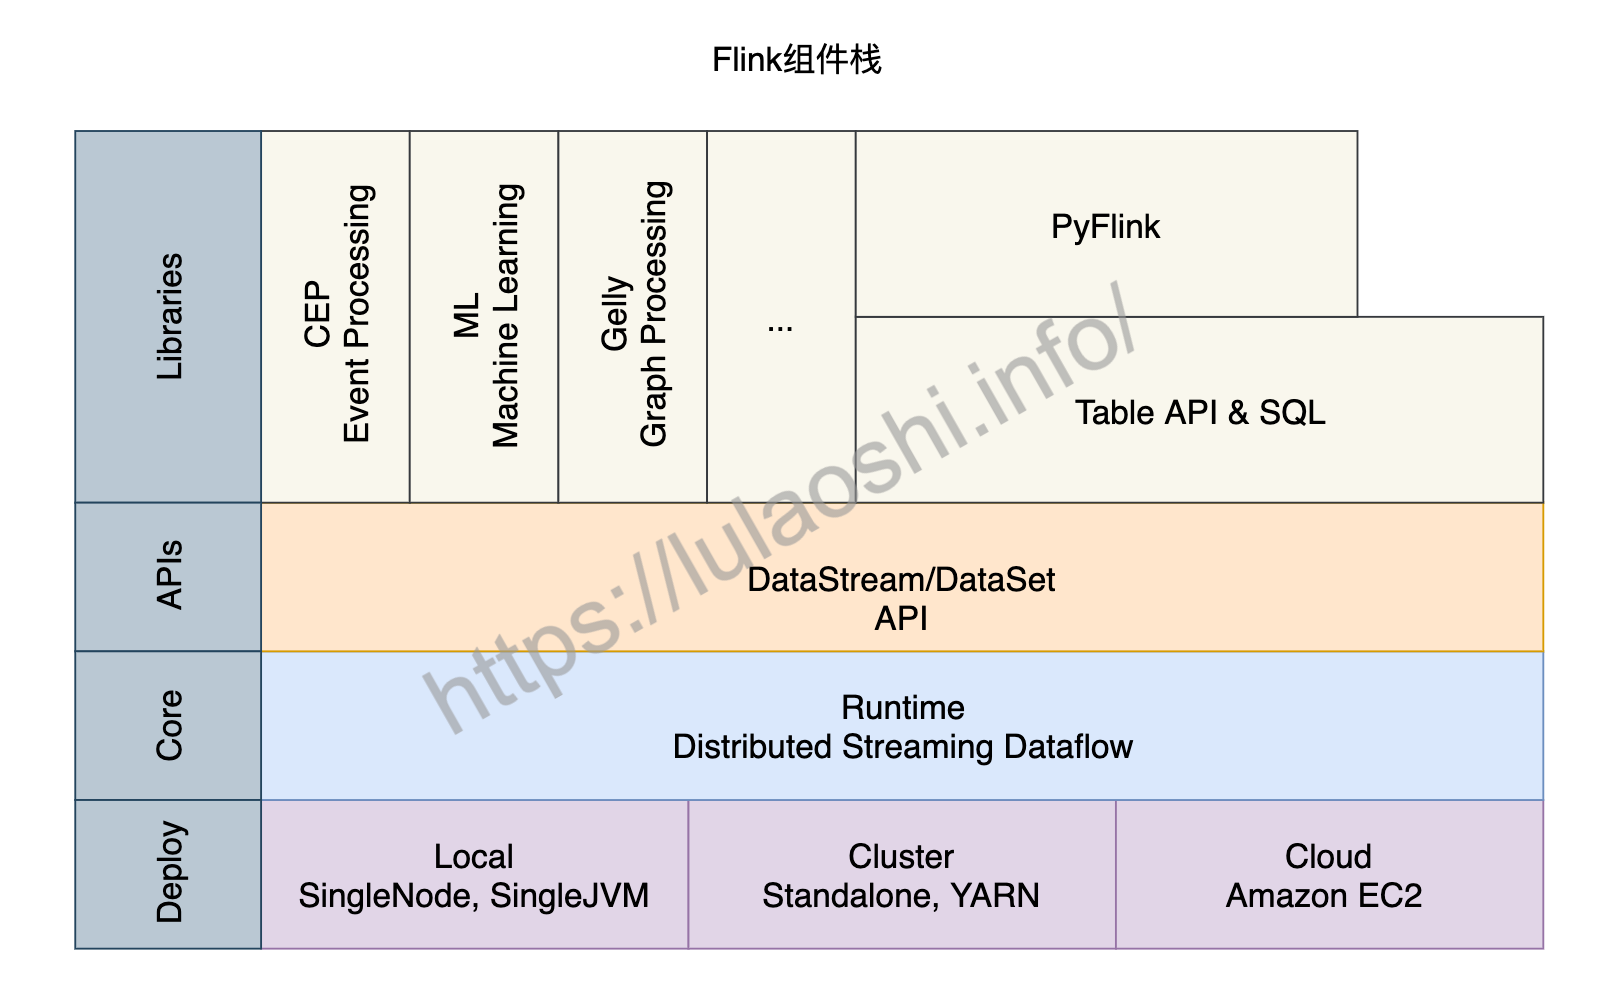 Flink组件栈
Libraries
CEP
Event Processing
ML
Machine Learning
Gelly
Graph Processing
...
PyFlink
Table API & SQL
APIs
DataStream/DataSet
API
Core
Runtime
Distributed Streaming Dataflow
Deploy
Local
SingleNode, SingleJVM
Cluster
Standalone, YARN
Cloud
Amazon EC2
https://lulaoshi.info/